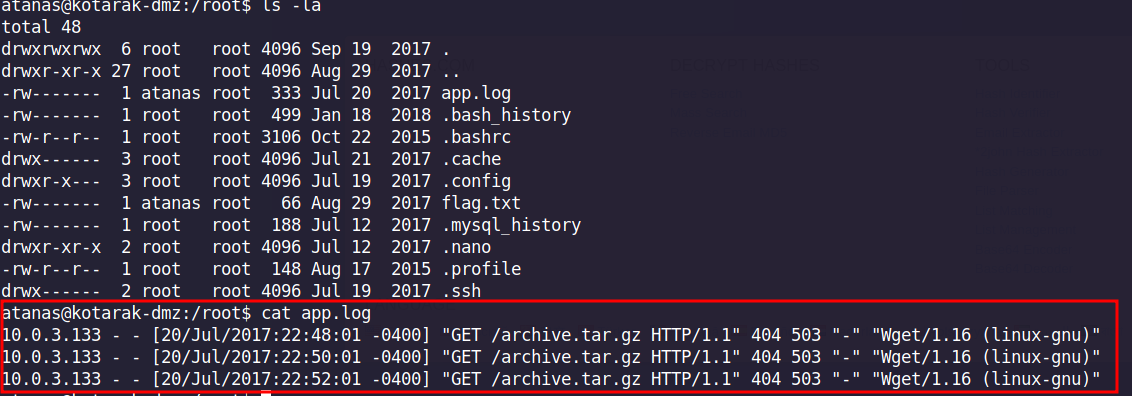 atanas@kotarak-dmz:/root$ ls -la
total 48
drwxrwxrwx  6 root   root 4096 Sep 19  2017 .
drwxr-xr-x 27 root   root 4096 Aug 29  2017 ..
-rw-------  1 atanas root  333 Jul 20  2017 app.log
-rw-------  1 root   root  499 Jan 18  2018 .bash_history
-rw-r--r--  1 root   root 3106 Oct 22  2015 .bashrc
drwx------  3 root   root 4096 Jul 21  2017 .cache
drwxr-x---  3 root   root 4096 Jul 19  2017 .config
-rw-------  1 atanas root   66 Aug 29  2017 flag.txt
-rw-------  1 root   root  188 Jul 12  2017 .mysql_history
drwxr-xr-x  2 root   root 4096 Jul 12  2017 .nano
-rw-r--r--  1 root   root  148 Aug 17  2015 .profile
drwx------  2 root   root 4096 Jul 19  2017 .ssh
atanas@kotarak-dmz:/root$ cat app.log
10.0.3.133 - - [20/Jul/2017:22:48:01 -0400] "GET /archive.tar.gz HTTP/1.1" 404 503 "-" "Wget/1.16 (linux-gnu)"
10.0.3.133 - - [20/Jul/2017:22:50:01 -0400] "GET /archive.tar.gz HTTP/1.1" 404 503 "-" "Wget/1.16 (linux-gnu)"
10.0.3.133 - - [20/Jul/2017:22:52:01 -0400] "GET /archive.tar.gz HTTP/1.1" 404 503 "-" "Wget/1.16 (linux-gnu)"
atanas@kotarak-dmz:/root$